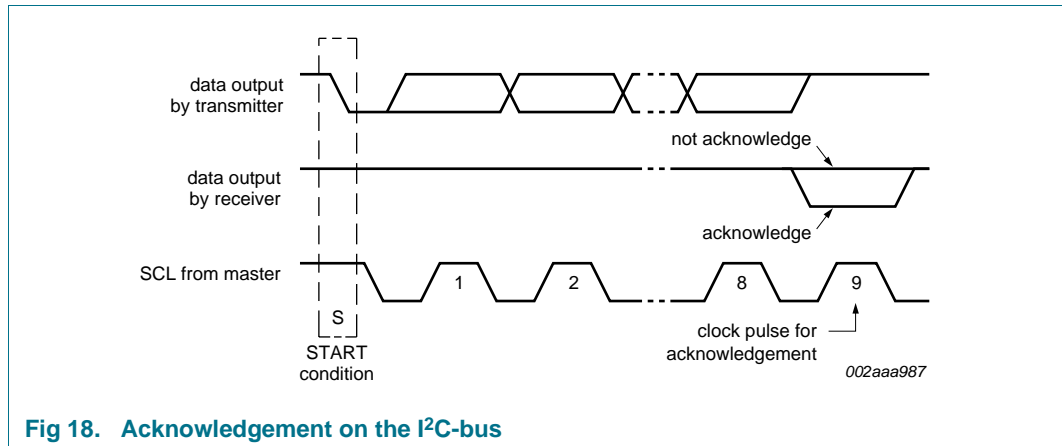 data output
by transmitter
not acknowledge
data output
by receiver
acknowledge
SCL from master
1
2
8
9
S
START
condition
clock pulse for
acknowledgement
002aaa987
Fig 18. Acknowledgement on the I²C-bus